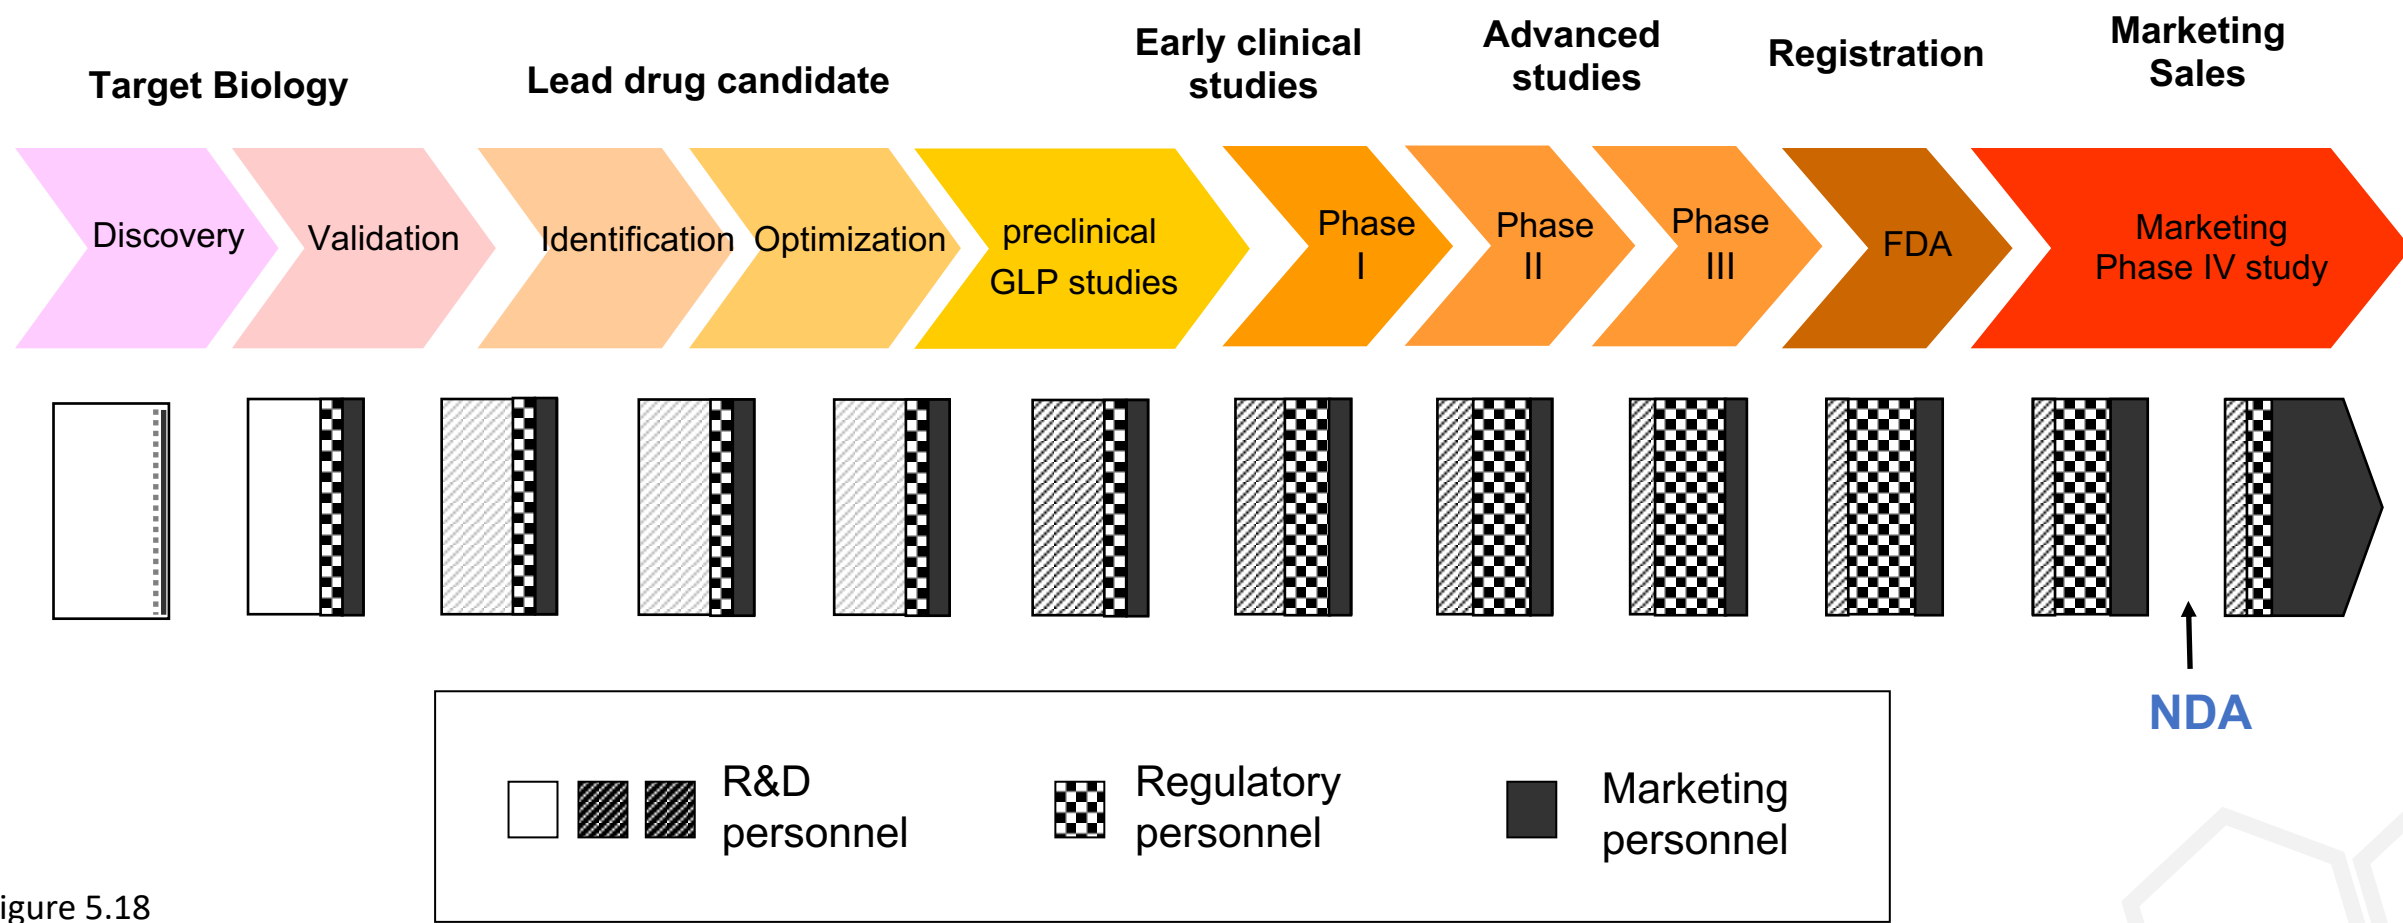 Target Biology
Lead drug candidate
Early clinical
studies
Advanced
studies
Registration
Marketing
Sales
Discovery
Validation
Identification
Optimization
preclinical
GLP studies
Phase
I
Phase
II
Phase
III
FDA
Marketing
Phase IV study
NDA
R&D
personnel
Regulatory
personnel
Marketing
personnel
igure 5.18